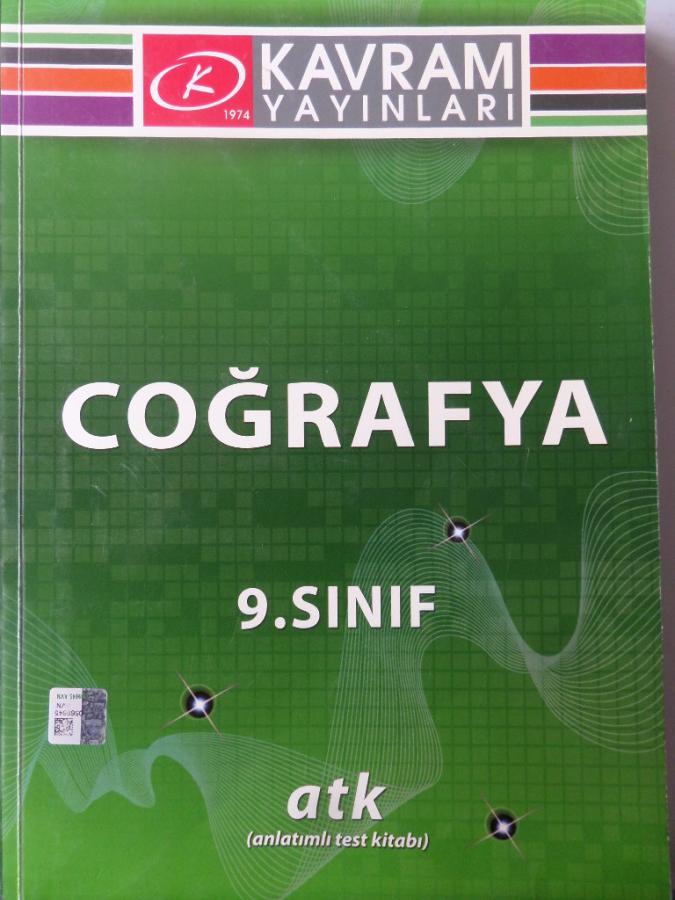 K
1974
KAVRAM
YAYINLARI
COĞRAFYA
9.SINIF
atk
(anlatımlı test kitabı)